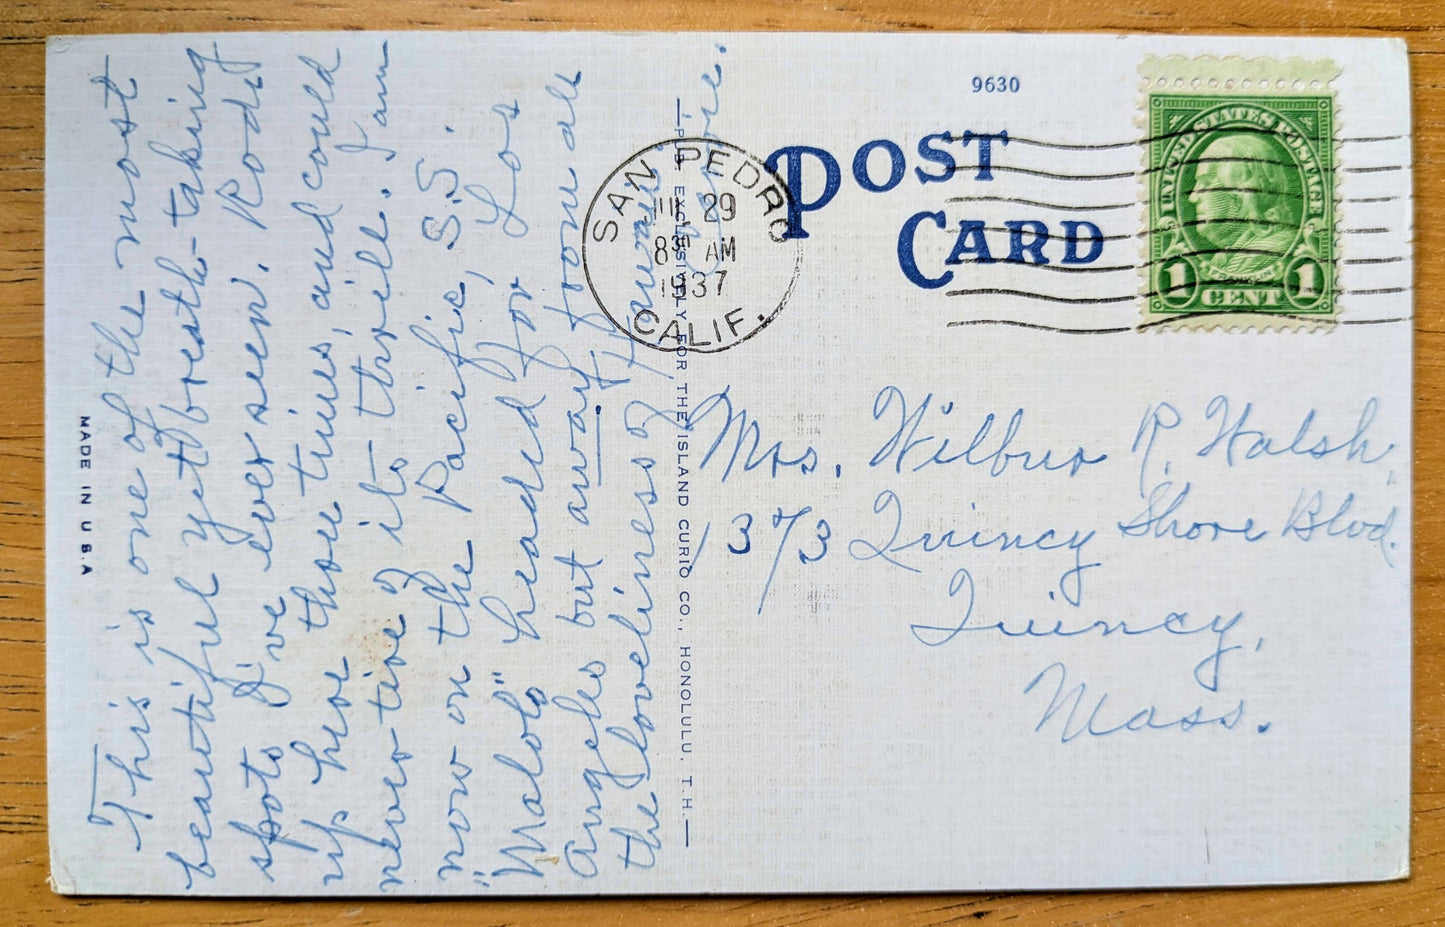 This is one of the most
beautiful yet breath-taking
spots I've ever seen. Rode
up here three times, and could
never tire of its thrill. I am
now on the Pacific, S.S.
"Malolo" headed for Los
Angeles but away from all
the loveliness of Hawaii.
MADE IN U.S.A
PUB. EXCLUSIVELY FOR THE ISLAND CURIO CO., HONOLULU, T. H.
9630
POST
CARD
SAN PEDRO
JUL 29
8 30 AM
1937
CALIF.
UNITED STATES POSTAGE
FRANKLIN
1 CENT 1
Mrs. Wilbur R. Walsh,
1373 Quincy Shore Blvd.
Quincy,
Mass.